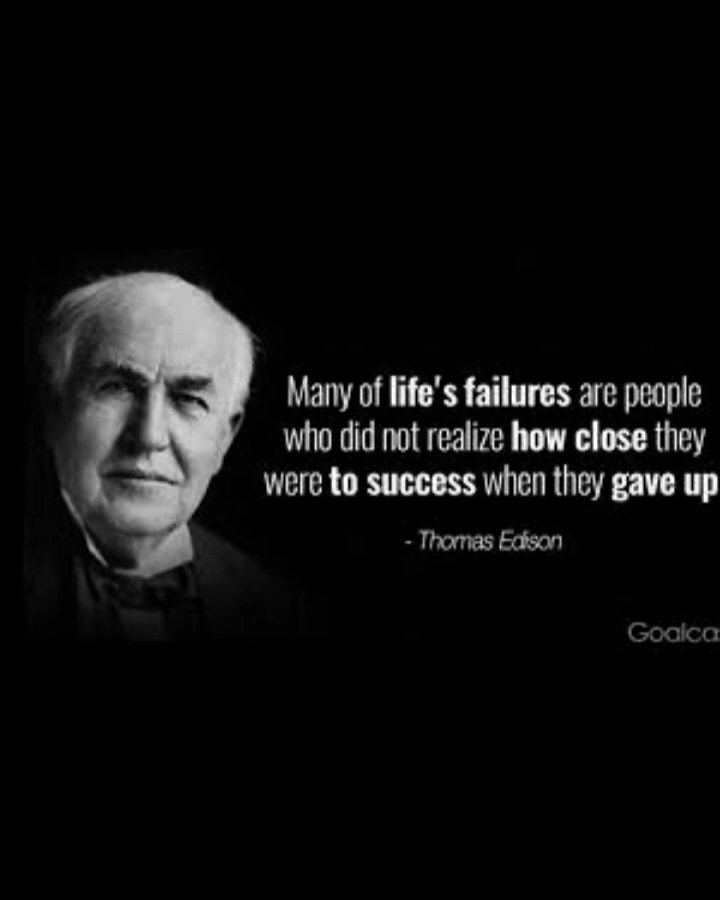 Many of life's failures are people
who did not realize how close they
were to success when they gave up
- Thomas Edison
Goalca